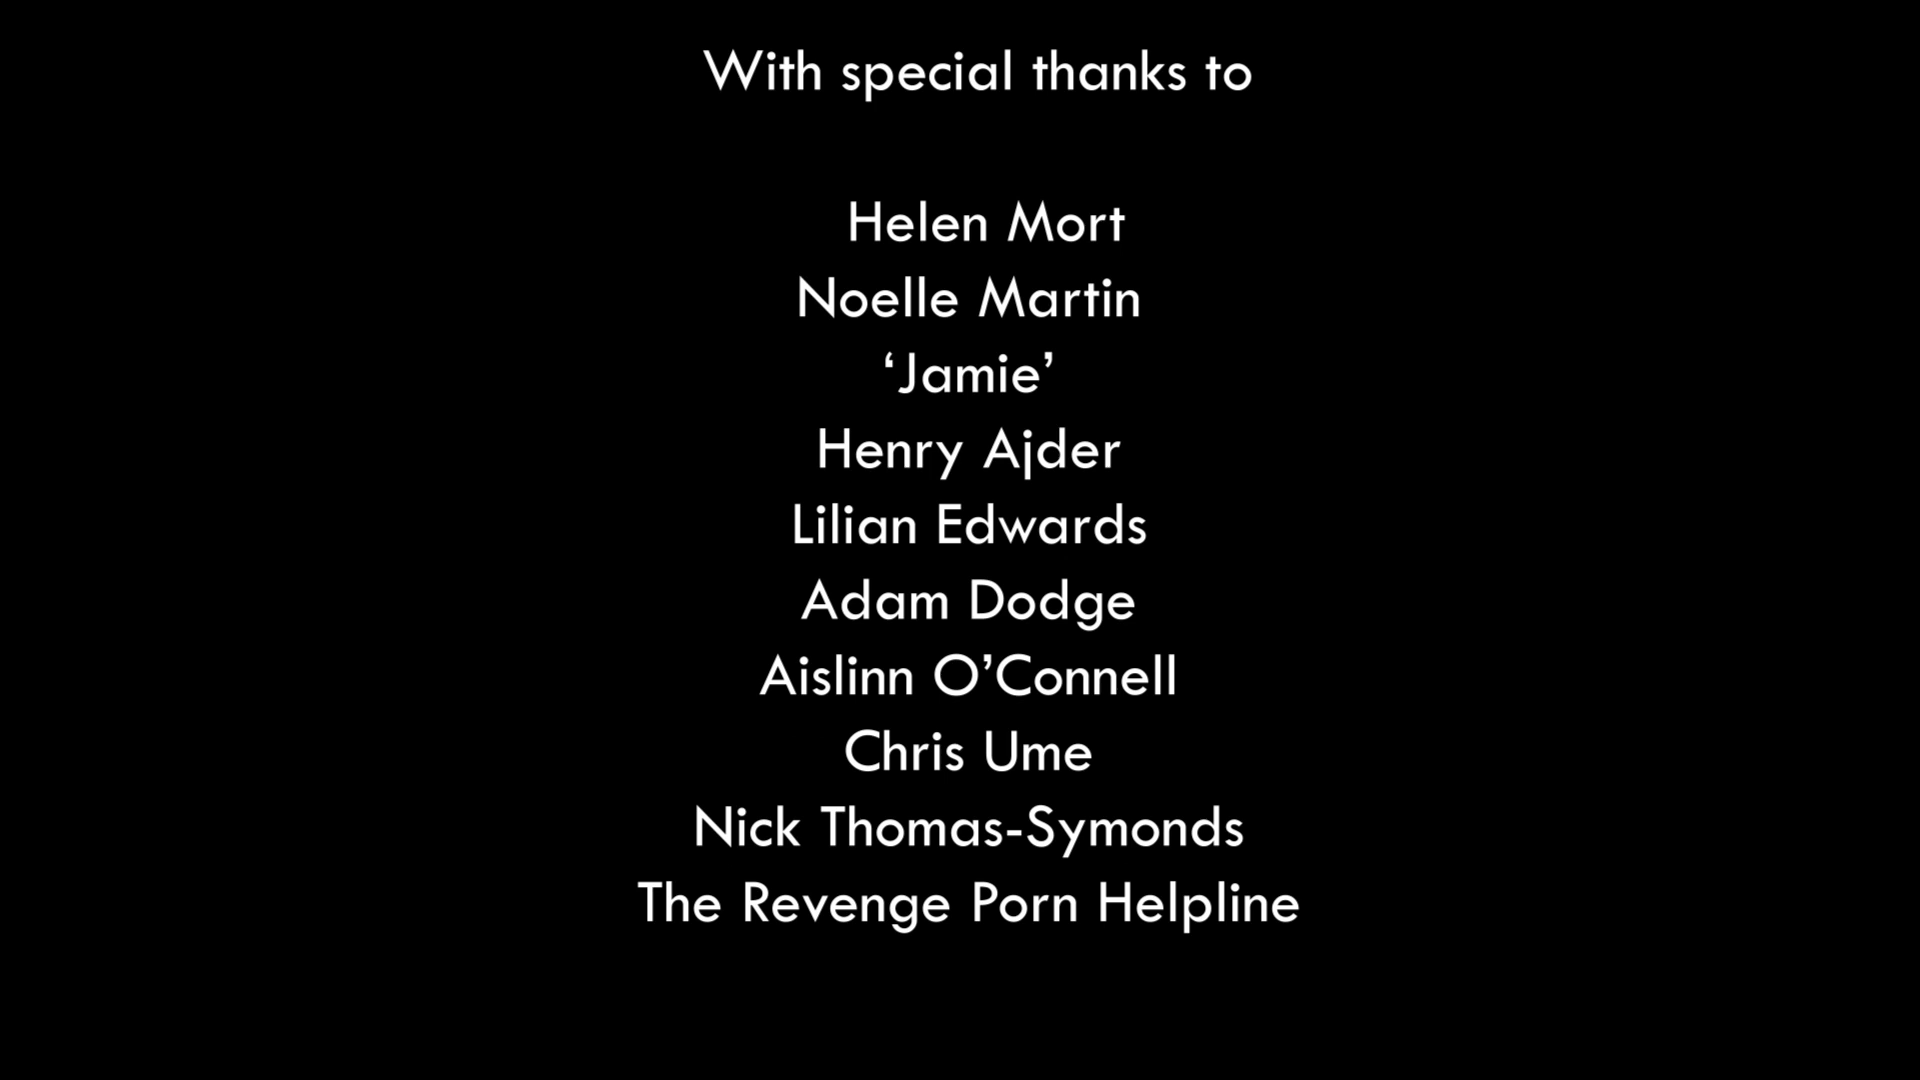 With special thanks to
Helen Mort
Noelle Martin
‘Jamie’
Henry Ajder
Lilian Edwards
Adam Dodge
Aislinn O’Connell
Chris Ume
Nick Thomas-Symonds
The Revenge Porn Helpline